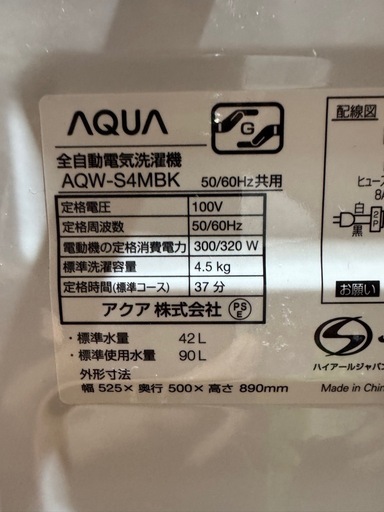 AQUA
G
配線図
全自動電気洗濯機
AQW-S4MBK 50/60Hz共用
ヒューズ
8A
定格電圧 100V
定格周波数 50/60Hz
白
黒
電動機の定格消費電力 300/320 W
標準洗濯容量 4.5 kg
定格時間(標準コース) 37 分
お願い
アクア 株式会社 PSE
・標準水量 42 L
・標準使用水量 90 L
ハイアールジャパン
外形寸法
幅 525× 奥行 500× 高さ 890mm
Made in Chin